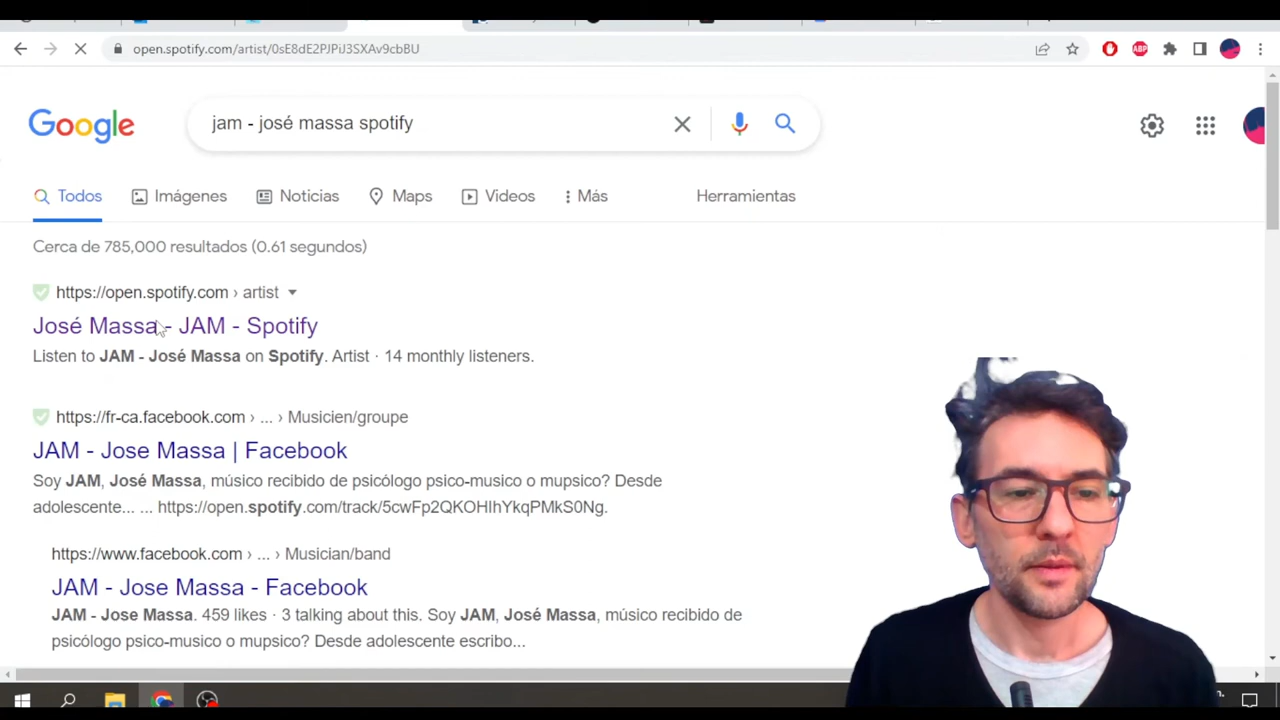 open.spotify.com/artist/0sE8dE2PJPiJ3SXAv9cbBU
ABP
Google
jam - josé massa spotify
Todos Imágenes Noticias Maps Videos Más Herramientas
Cerca de 785,000 resultados (0.61 segundos)
https://open.spotify.com › artist
José Massa - JAM - Spotify
Listen to JAM - José Massa on Spotify. Artist · 14 monthly listeners.
https://fr-ca.facebook.com › ... › Musicien/groupe
JAM - Jose Massa | Facebook
Soy JAM, José Massa, músico recibido de psicólogo psico-musico o mupsico? Desde
adolescente... ... https://open.spotify.com/track/5cwFp2QKOHIhYkqPMkS0Ng.
https://www.facebook.com › ... › Musician/band
JAM - Jose Massa - Facebook
JAM - Jose Massa. 459 likes · 3 talking about this. Soy JAM, José Massa, músico recibido de
psicólogo psico-musico o mupsico? Desde adolescente escribo...